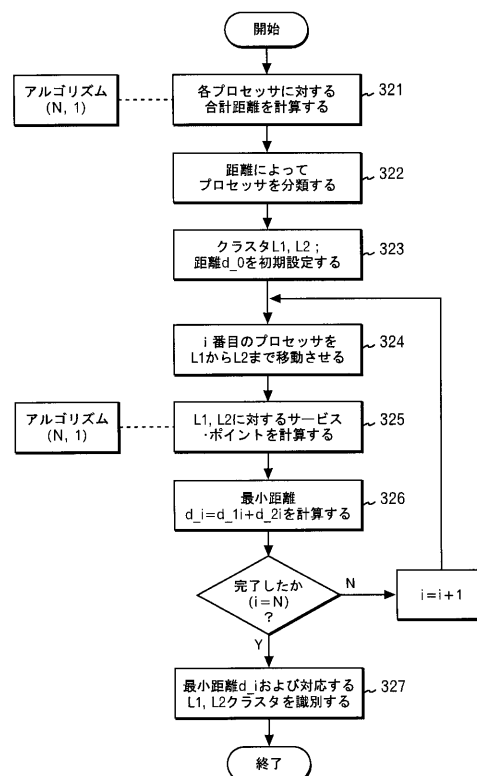 開始
アルゴリズム
(N, 1)
各プロセッサに対する
合計距離を計算する
321
距離によって
プロセッサを分類する
322
クラスタL1, L2 ;
距離d_0を初期設定する
323
i 番目のプロセッサを
L1からL2まで移動させる
324
アルゴリズム
(N, 1)
L1, L2に対するサービス
・ポイントを計算する
325
最小距離
d_i=d_1i+d_2iを計算する
326
完了したか
(i=N)
?
N
i=i+1
Y
最小距離d_iおよび対応する
L1, L2クラスタを識別する
327
終了